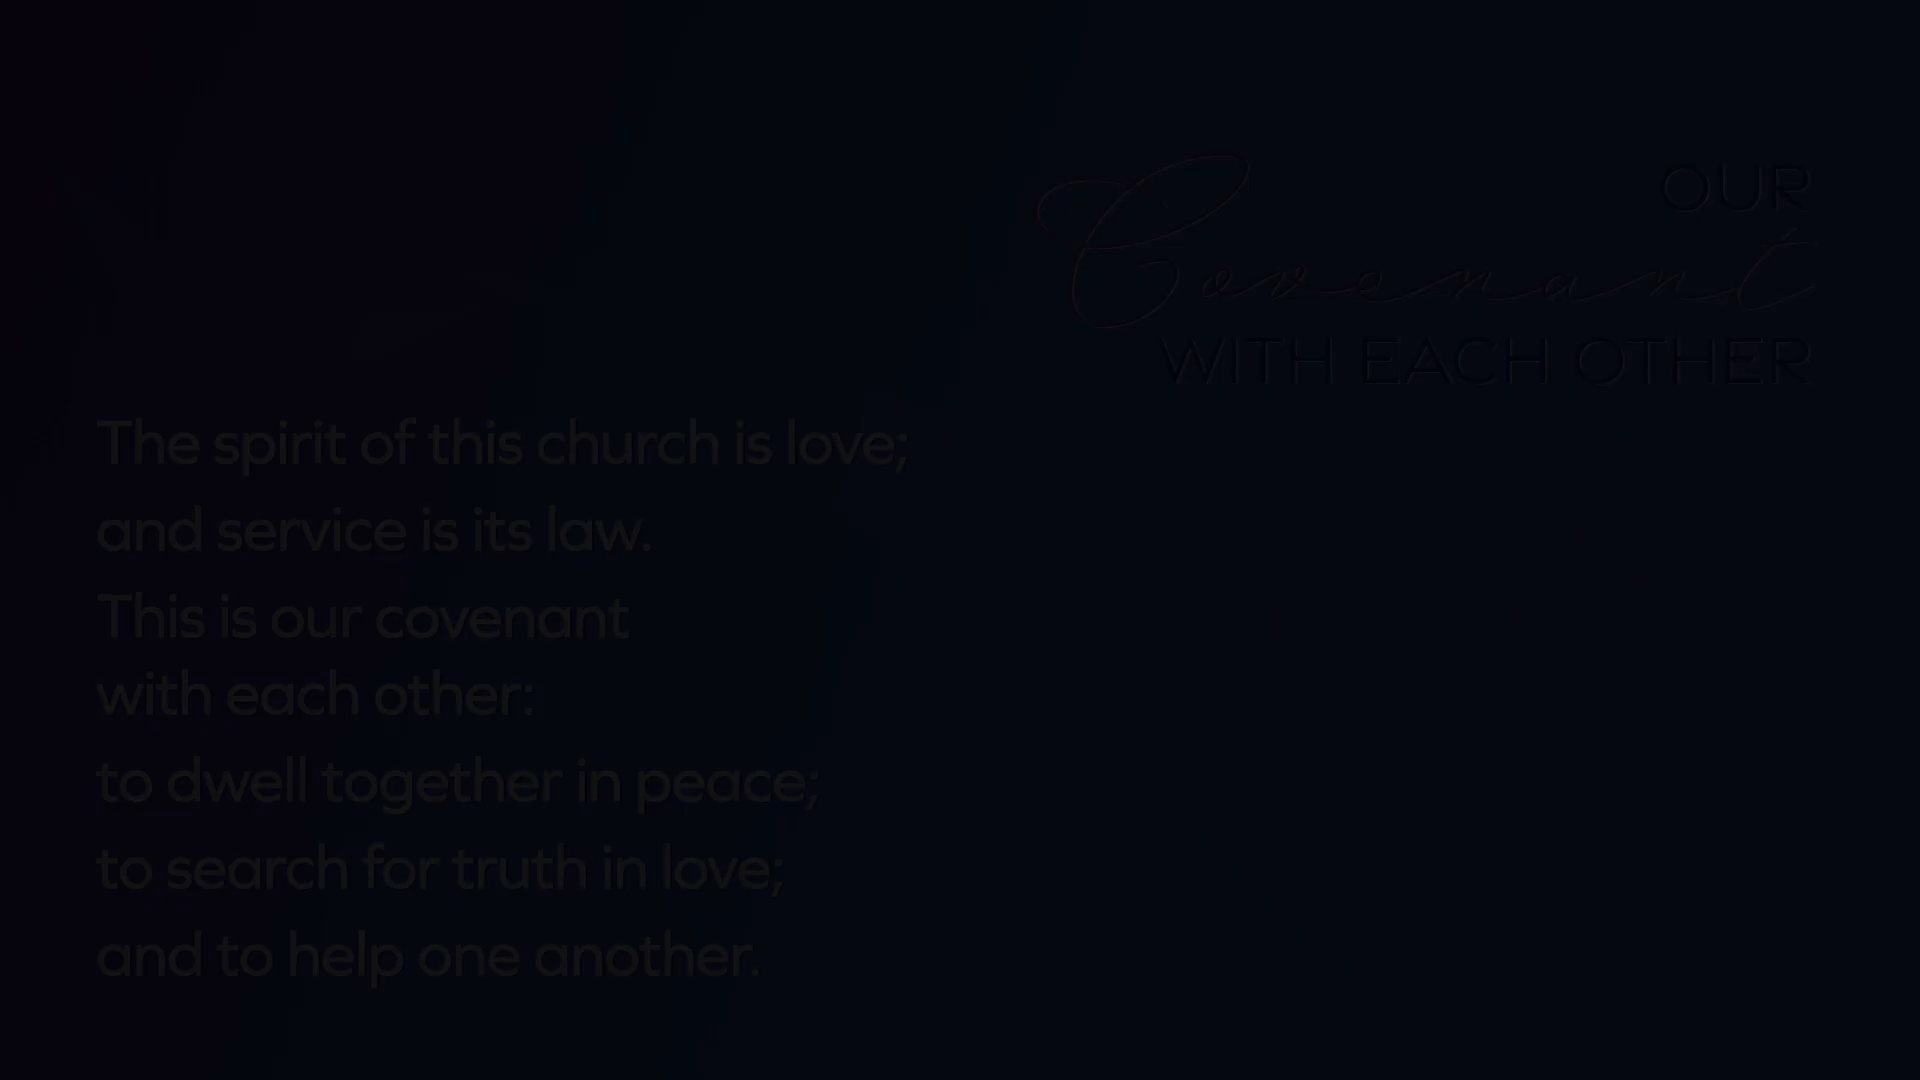 OUR
Covenant
WITH EACH OTHER
The spirit of this church is love;
and service is its law.
This is our covenant
with each other:
to dwell together in peace;
to search for truth in love;
and to help one another.